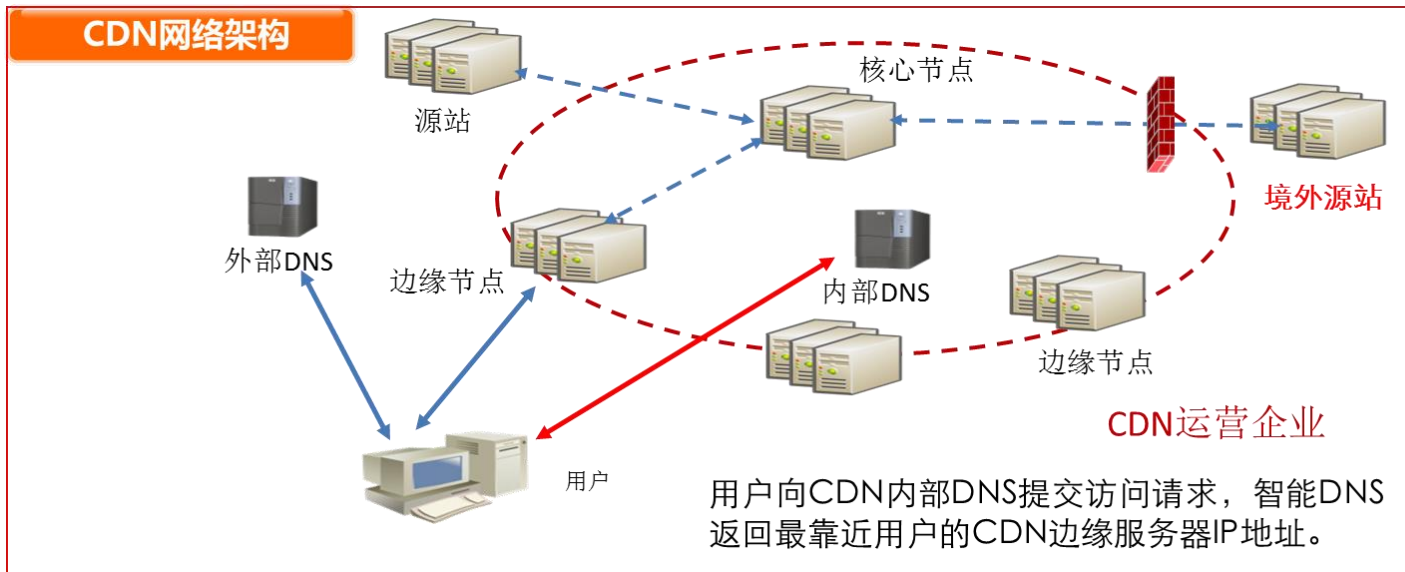 CDN网络架构
核心节点
源站
境外源站
外部DNS
边缘节点
内部DNS
边缘节点
CDN运营企业
用户
用户向CDN内部DNS提交访问请求，智能DNS
返回最靠近用户的CDN边缘服务器IP地址。